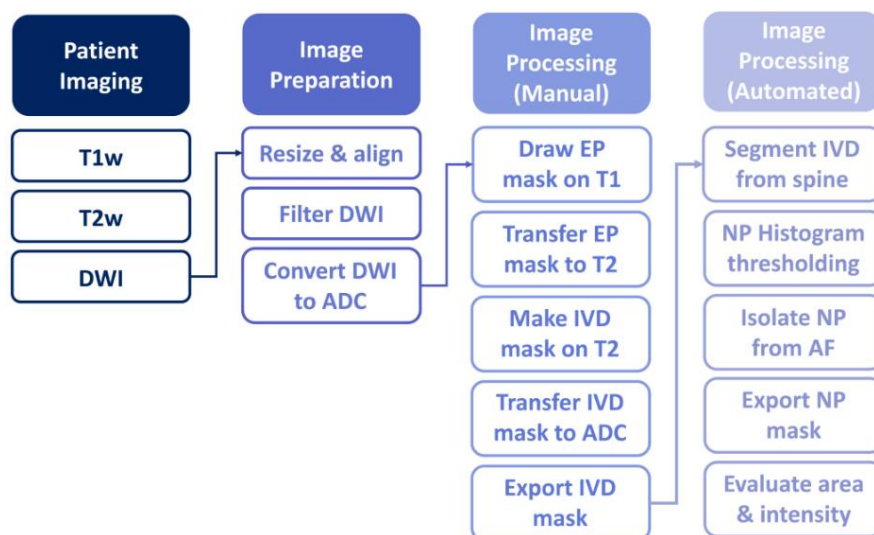 Patient
Imaging
T1w
T2w
DWI
Image
Preparation
Resize & align
Filter DWI
Convert DWI
to ADC
Image
Processing
(Manual)
Draw EP
mask on T1
Transfer EP
mask to T2
Make IVD
mask on T2
Transfer IVD
mask to ADC
Export IVD
mask
Image
Processing
(Automated)
Segment IVD
from spine
NP Histogram
thresholding
Isolate NP
from AF
Export NP
mask
Evaluate area
& intensity